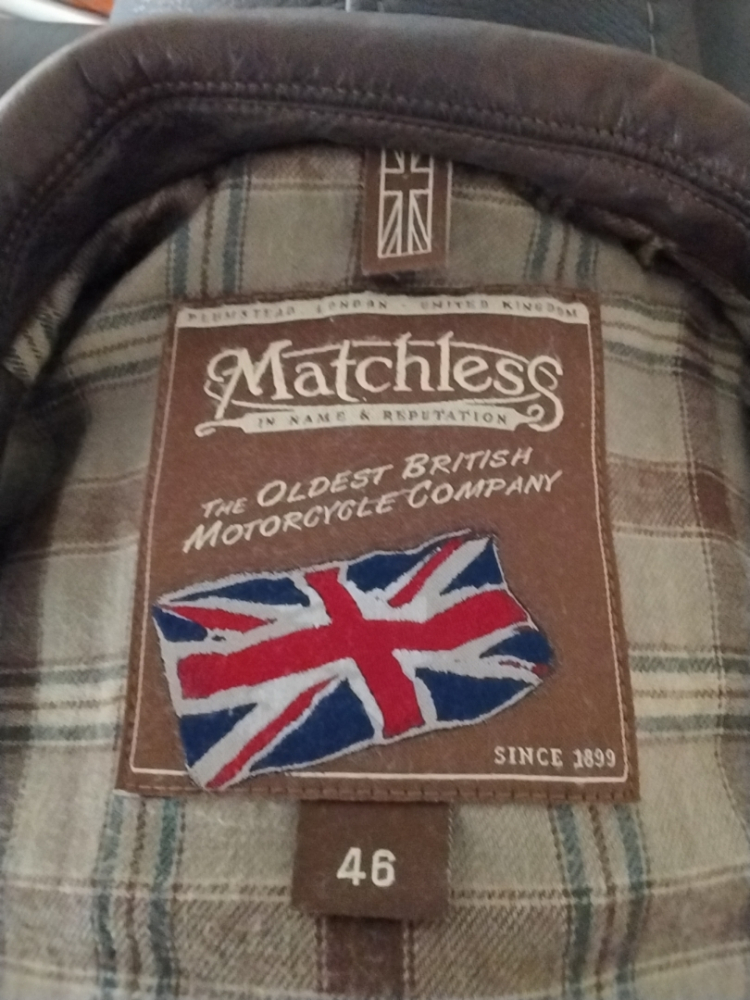 PLUMSTEAD LONDON - UNITED KINGDOM
Matchless
IN NAME & REPUTATION
THE OLDEST BRITISH
MOTORCYCLE COMPANY
SINCE 1899
46